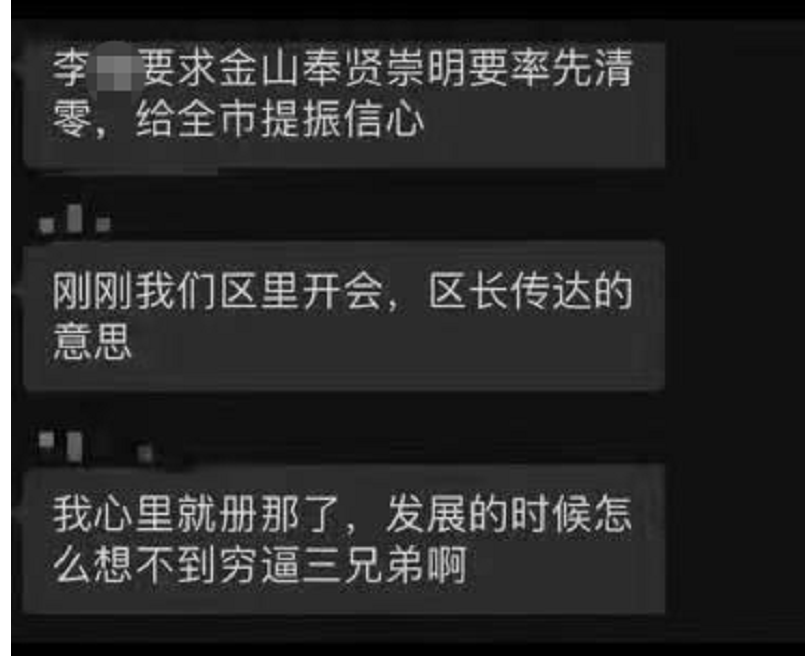 李 要求金山奉贤崇明要率先清
零，给全市提振信心
刚刚我们区里开会，区长传达的
意思
我心里就册那了，发展的时候怎
么想不到穷逼三兄弟啊